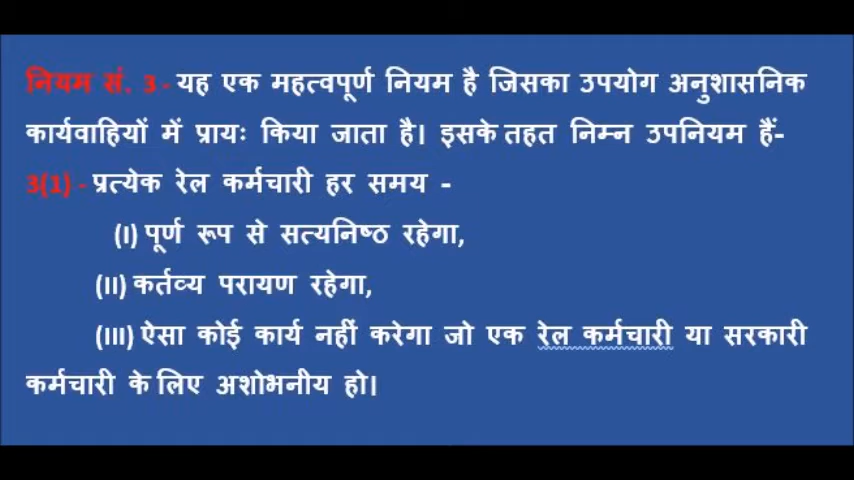 नियम सं. 3 - यह एक महत्वपूर्ण नियम है जिसका उपयोग अनुशासनिक
कार्यवाहियों में प्रायः किया जाता है। इसके तहत निम्न उपनियम हैं-
3(1) - प्रत्येक रेल कर्मचारी हर समय -
(I) पूर्ण रूप से सत्यनिष्ठ रहेगा,
(II) कर्तव्य परायण रहेगा,
(III) ऐसा कोई कार्य नहीं करेगा जो एक रेल कर्मचारी या सरकारी
कर्मचारी के लिए अशोभनीय हो।